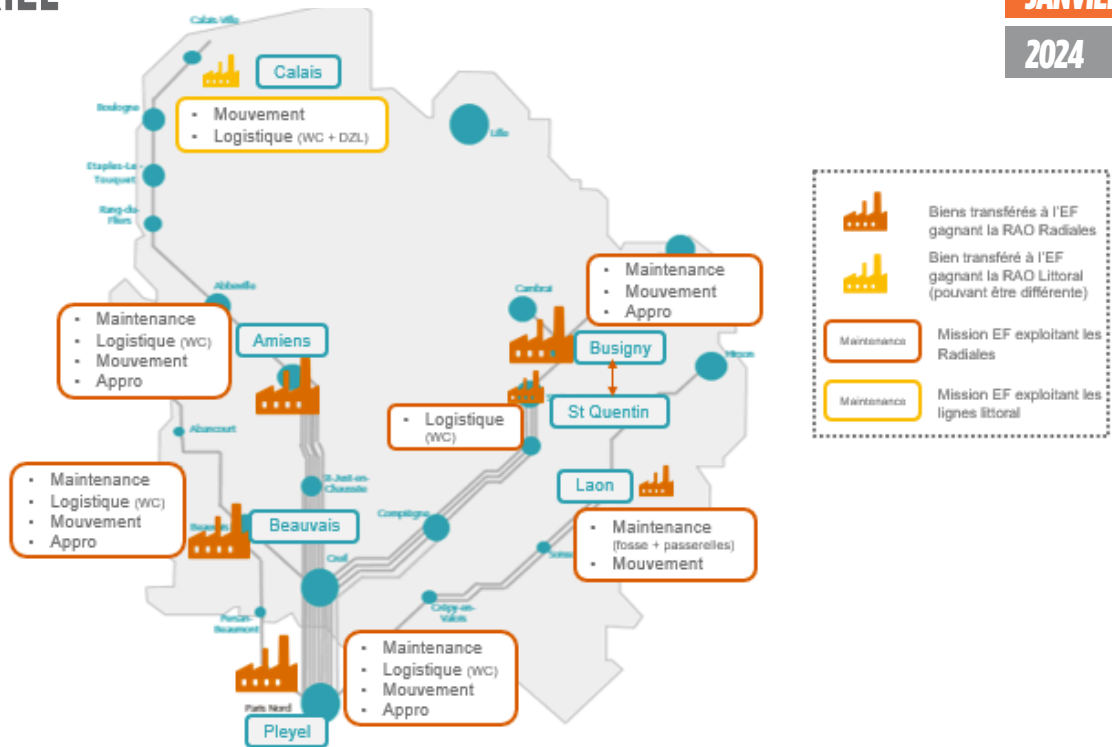 JANVIER
2024
Calais-Ville
Calais
Boulogne
• Mouvement
• Logistique (WC + DZL)
Lille
Etaples-Le-
Touquet
Rang-du-
Fliers
Biens transférés à l'EF
gagnant la RAO Radiales
Bien transféré à l'EF
gagnant la RAO Littoral
(pouvant être différente)
Maintenance
Mission EF exploitant les
Radiales
Maintenance
Mission EF exploitant les
lignes littoral
• Maintenance
• Mouvement
• Appro
Abbeville
Cambrai
• Maintenance
• Logistique (WC)
• Mouvement
• Appro
Amiens
Busigny
Hirson
St Quentin
• Logistique
(WC)
Abancourt
• Maintenance
• Logistique (WC)
• Mouvement
• Appro
St-Just-en-
Chaussée
Laon
Beauvais
Beauvais
Compiègne
• Maintenance
(fosse + passerelles)
• Mouvement
Creil
Crépy-en-
Valois
Persan-
Beaumont
• Maintenance
• Logistique (WC)
• Mouvement
• Appro
Paris Nord
Pleyel